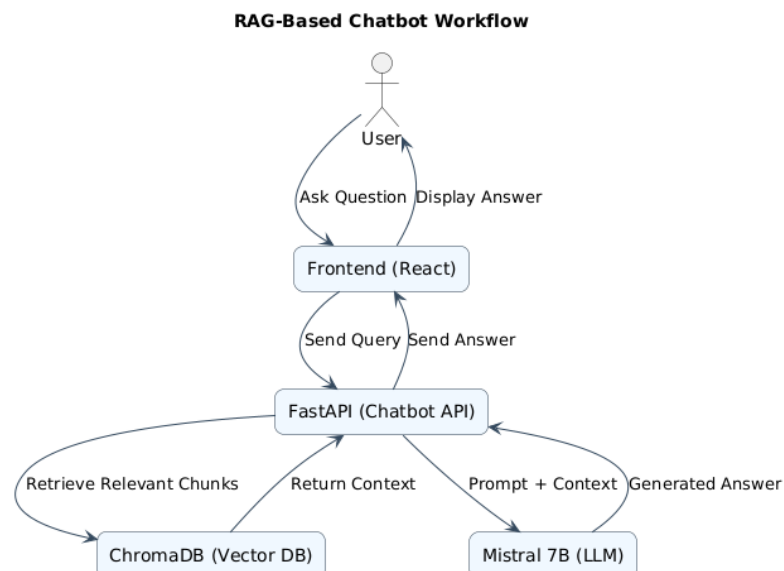 RAG-Based Chatbot Workflow
User
Ask Question
Display Answer
Frontend (React)
Send Query
Send Answer
FastAPI (Chatbot API)
Retrieve Relevant Chunks
Return Context
Prompt + Context
Generated Answer
ChromaDB (Vector DB)
Mistral 7B (LLM)